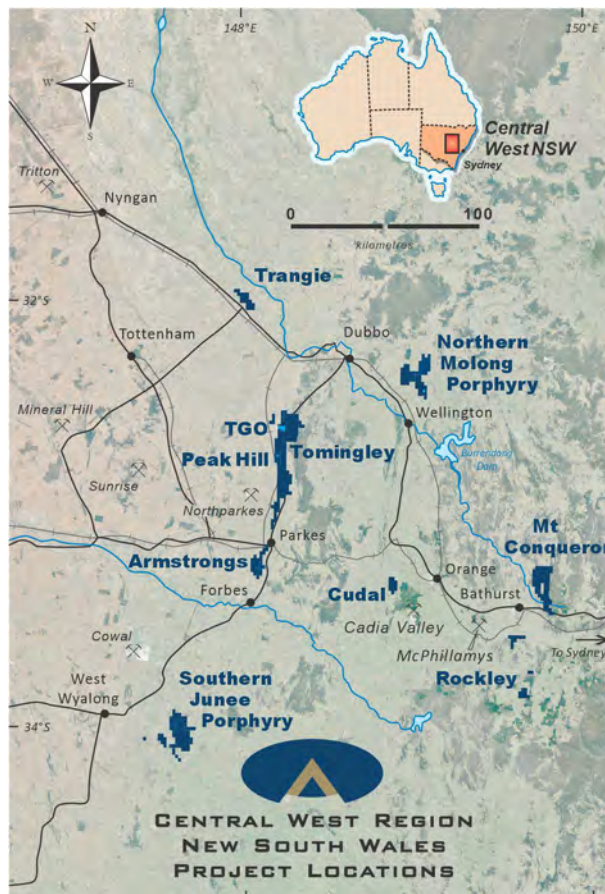 148°E
150°E
N
W
E
S
Central
West NSW
Sydney
Tritton
Nyngan
0
100
kilometres
Trangie
32°S
Dubbo
Tottenham
Northern
Molong
Porphyry
Mineral Hill
Wellington
TGO
Tomingley
Peak Hill
Burrendong
Dam
Sunrise
Northparkes
Mt
Conqueror
Parkes
Armstrongs
Orange
Cudal
Bathurst
Forbes
Cadia Valley
Cowal
McPhillamys
To Sydney
West
Wyalong
Southern
Junee
Porphyry
Rockley
34°S
CENTRAL WEST REGION
NEW SOUTH WALES
PROJECT LOCATIONS